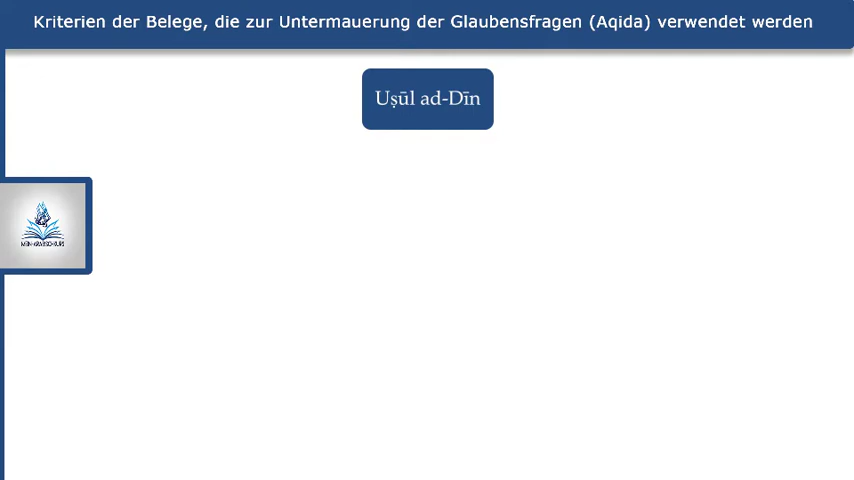 Kriterien der Belege, die zur Untermauerung der Glaubensfragen (Aqida) verwendet werden
Uṣūl ad-Dīn